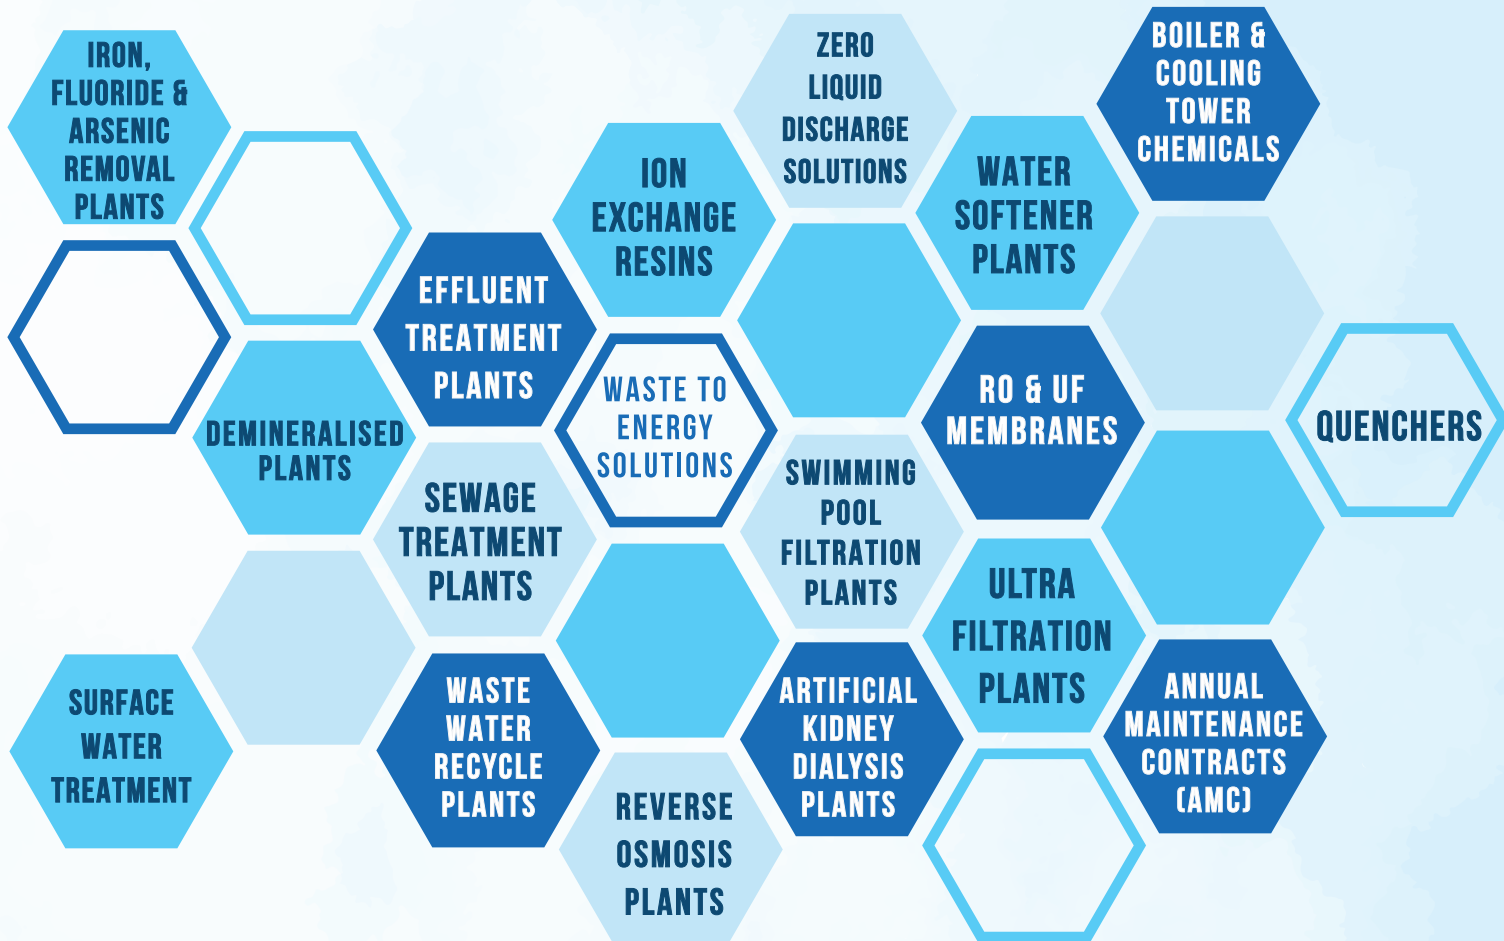 IRON,
FLUORIDE &
ARSENIC
REMOVAL
PLANTS
ZERO
LIQUID
DISCHARGE
SOLUTIONS
BOILER &
COOLING
TOWER
CHEMICALS
ION
EXCHANGE
RESINS
WATER
SOFTENER
PLANTS
EFFLUENT
TREATMENT
PLANTS
WASTE TO
ENERGY
SOLUTIONS
RO & UF
MEMBRANES
QUENCHERS
DEMINERALISED
PLANTS
SEWAGE
TREATMENT
PLANTS
SWIMMING
POOL
FILTRATION
PLANTS
ULTRA
FILTRATION
PLANTS
SURFACE
WATER
TREATMENT
WASTE
WATER
RECYCLE
PLANTS
ARTIFICIAL
KIDNEY
DIALYSIS
PLANTS
ANNUAL
MAINTENANCE
CONTRACTS
(AMC)
REVERSE
OSMOSIS
PLANTS